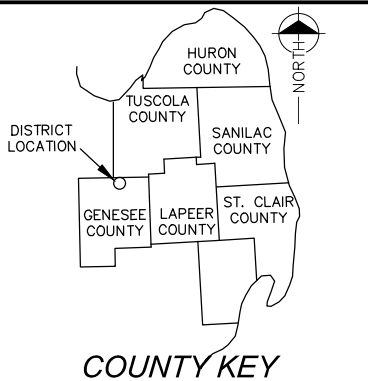 HURON
COUNTY
NORTH
TUSCOLA
COUNTY
DISTRICT
LOCATION
SANILAC
COUNTY
GENESEE
COUNTY
LAPEER
COUNTY
ST. CLAIR
COUNTY
COUNTY KEY